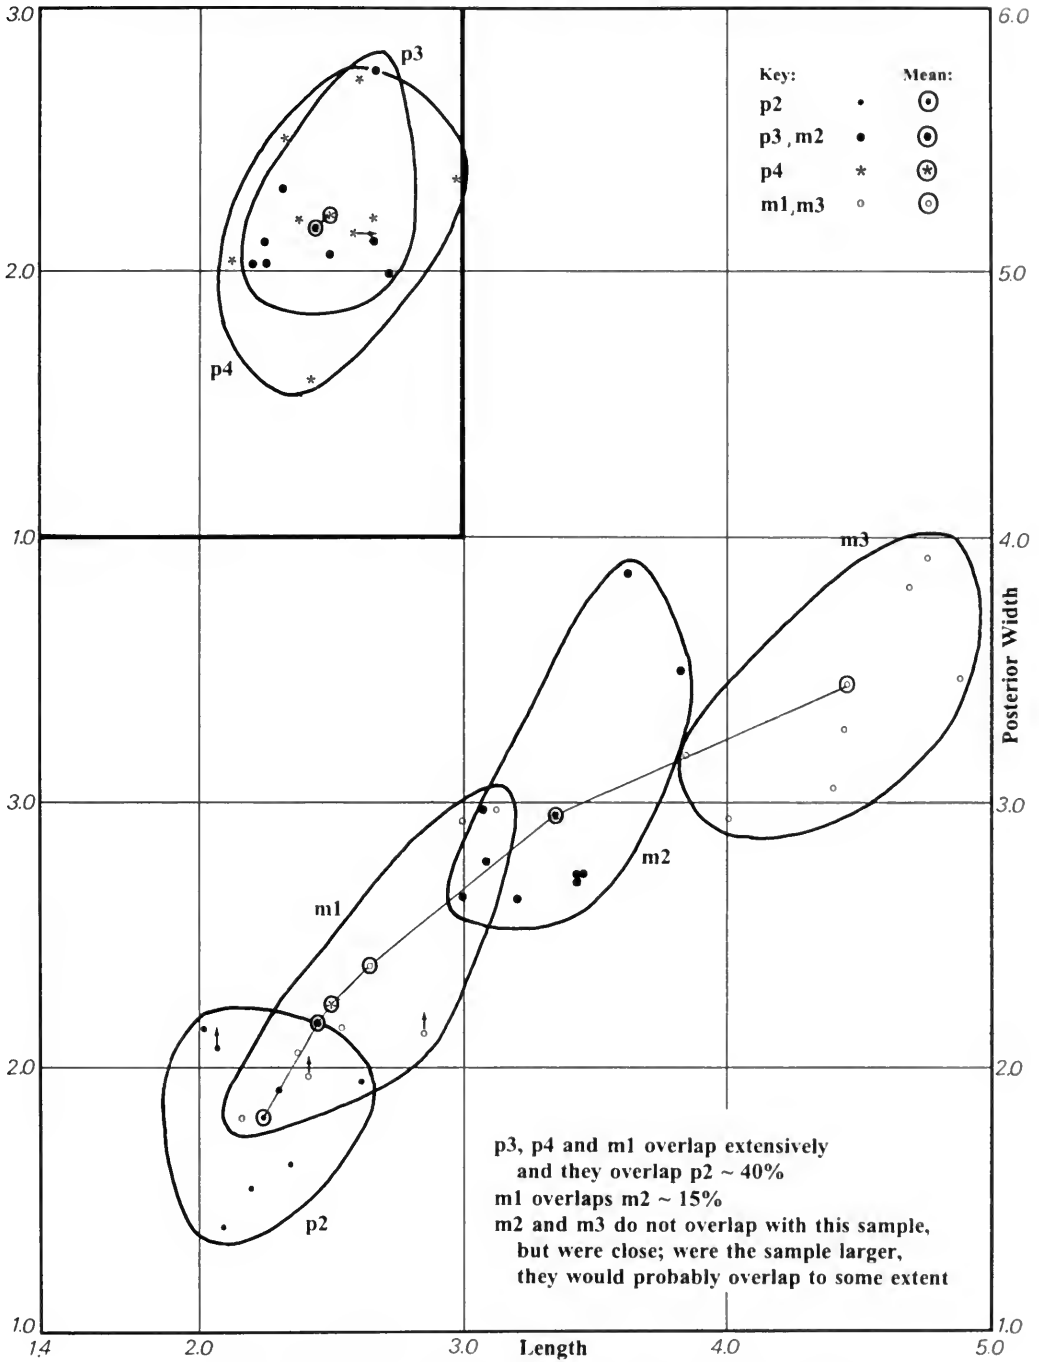 3.0
6.0
p3
Key: Mean:
p2
p3, m2
p4 *
m1, m3
2.0
5.0
p4
1.0
4.0
m3
Posterior Width
3.0
3.0
m2
m1
2.0
2.0
p3, p4 and m1 overlap extensively
and they overlap p2 ~ 40%
m1 overlaps m2 ~ 15%
m2 and m3 do not overlap with this sample,
but were close; were the sample larger,
they would probably overlap to some extent
p2
1.0
1.0
1.4 2.0 3.0 Length 4.0 5.0